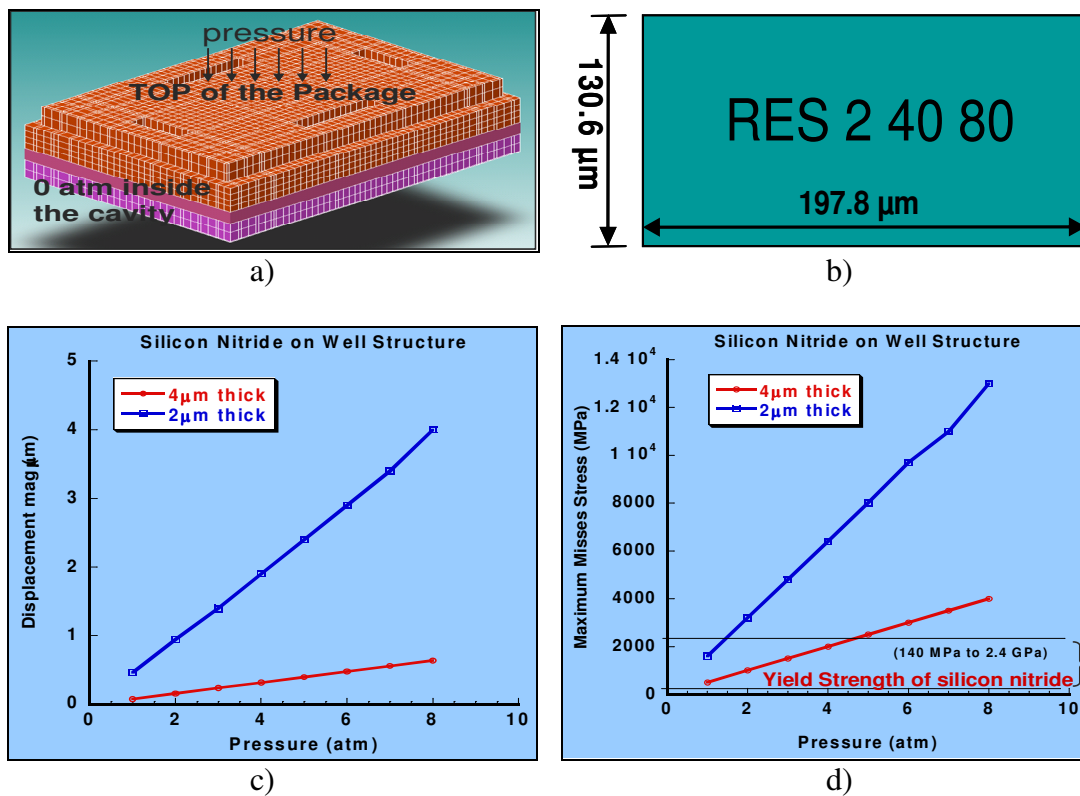 pressure
TOP of the Package
0 atm inside
the cavity
a)
130.6 µm
RES 2 40 80
197.8 µm
b)
Silicon Nitride on Well Structure
5
4
3
2
1
0
4µm thick
2µm thick
Displacement mag µm
0 2 4 6 8 10
Pressure (atm)
c)
Silicon Nitride on Well Structure
1.4 10⁴
1.2 10⁴
1 10⁴
8000
6000
4000
2000
0
4µm thick
2µm thick
Maximum Misses Stress (MPa)
(140 MPa to 2.4 GPa)
Yield Strength of silicon nitride
0 2 4 6 8 10
Pressure (atm)
d)